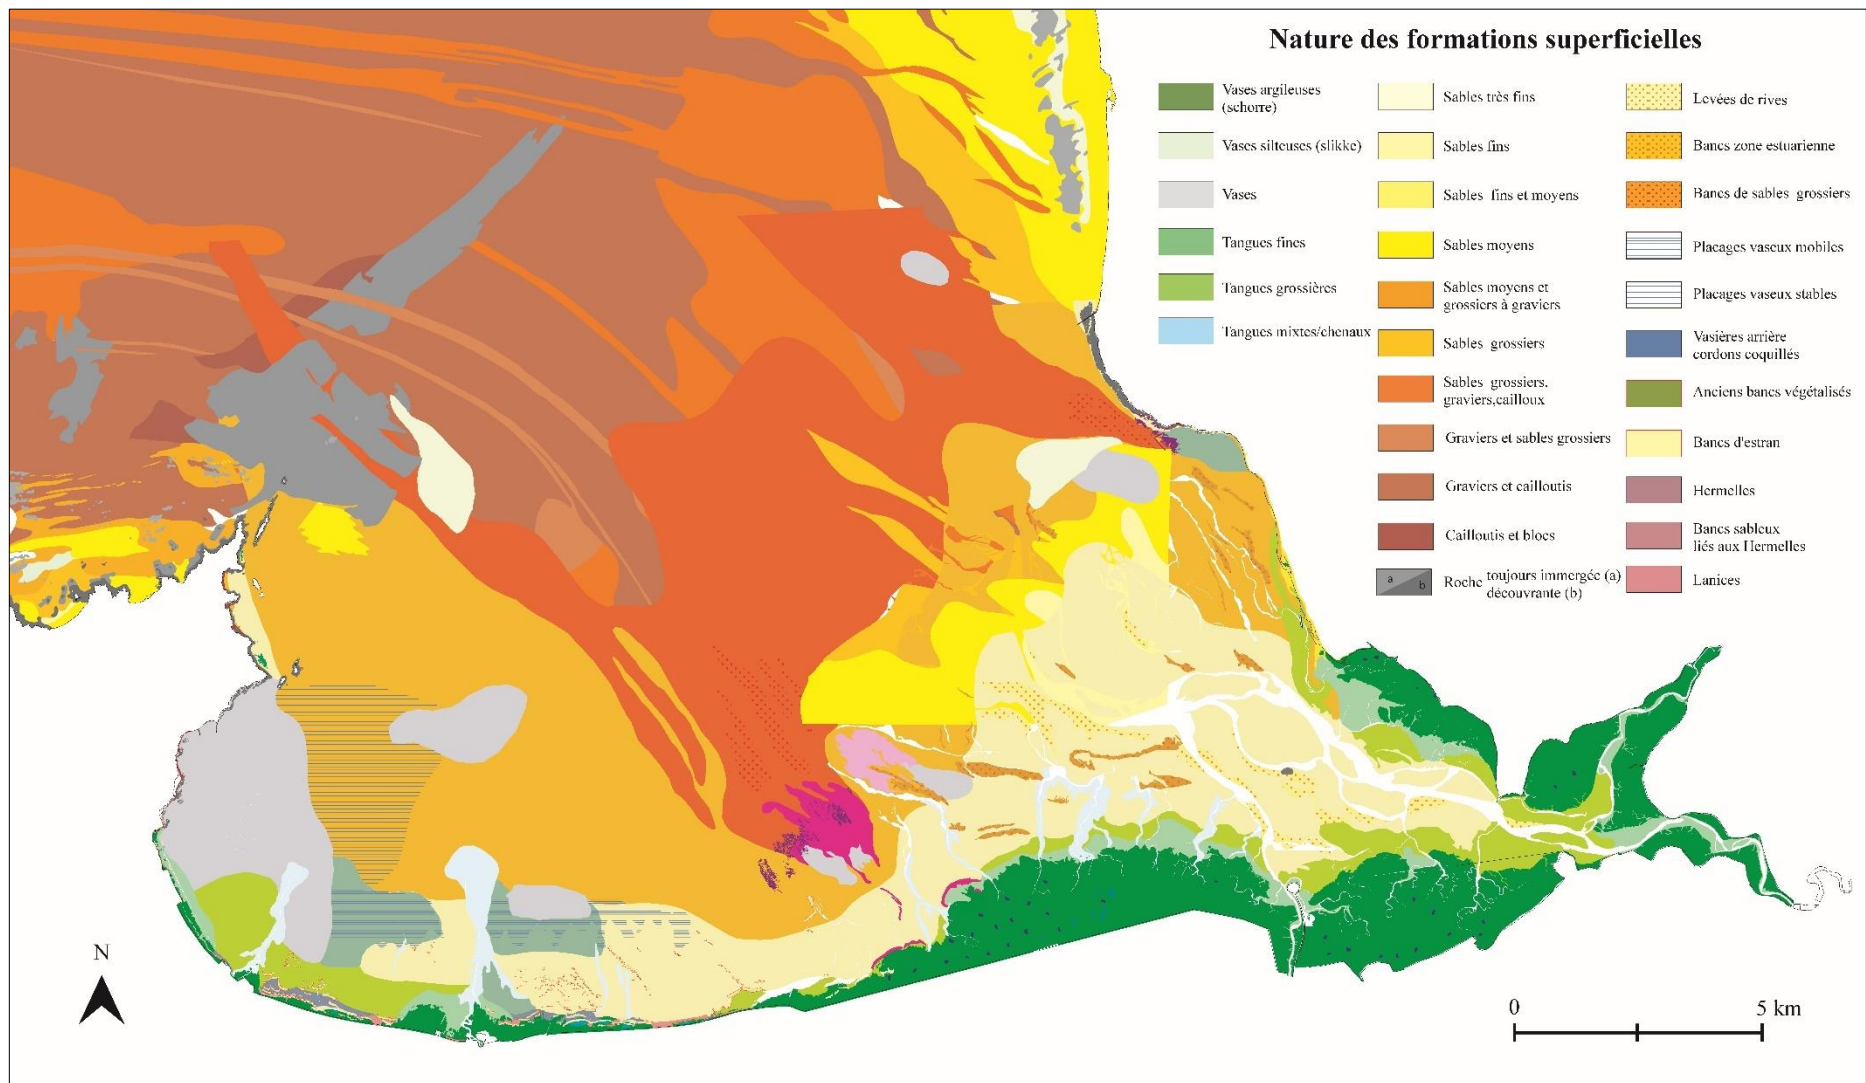 Nature des formations superficielles
Vases argileuses
(schorre)
Vases silteuses (slikke)
Vases
Tangues fines
Tangues grossières
Tangues mixtes/chenaux
Sables très fins
Sables fins
Sables fins et moyens
Sables moyens
Sables moyens et
grossiers à graviers
Sables grossiers
Sables grossiers.
graviers,cailloux
Graviers et sables grossiers
Graviers et cailloutis
Cailloutis et blocs
a
b
Roche toujours immergée (a)
découvrante (b)
Levées de rives
Bancs zone estuarienne
Bancs de sables grossiers
Placages vaseux mobiles
Placages vaseux stables
Vasières arrière
cordons coquillés
Anciens bancs végétalisés
Bancs d'estran
Hermelles
Bancs sableux
liés aux Hermelles
Lanices
N
0
5 km